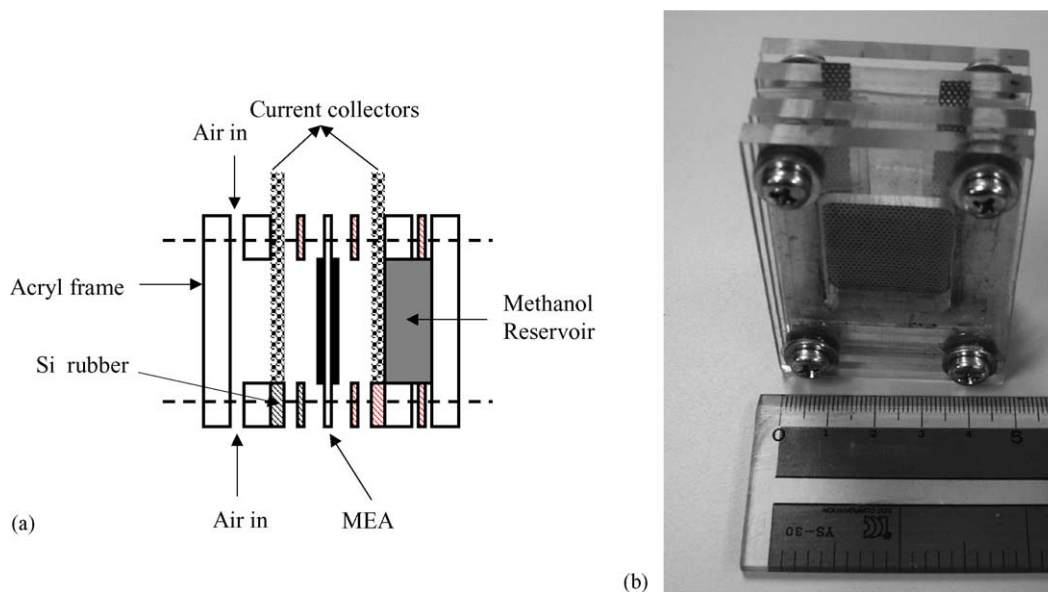 Current collectors
Air in
Acryl frame
Methanol
Reservoir
Si rubber
Air in
MEA
(a)
0 1 2 3 4 5
YS-30
(b)